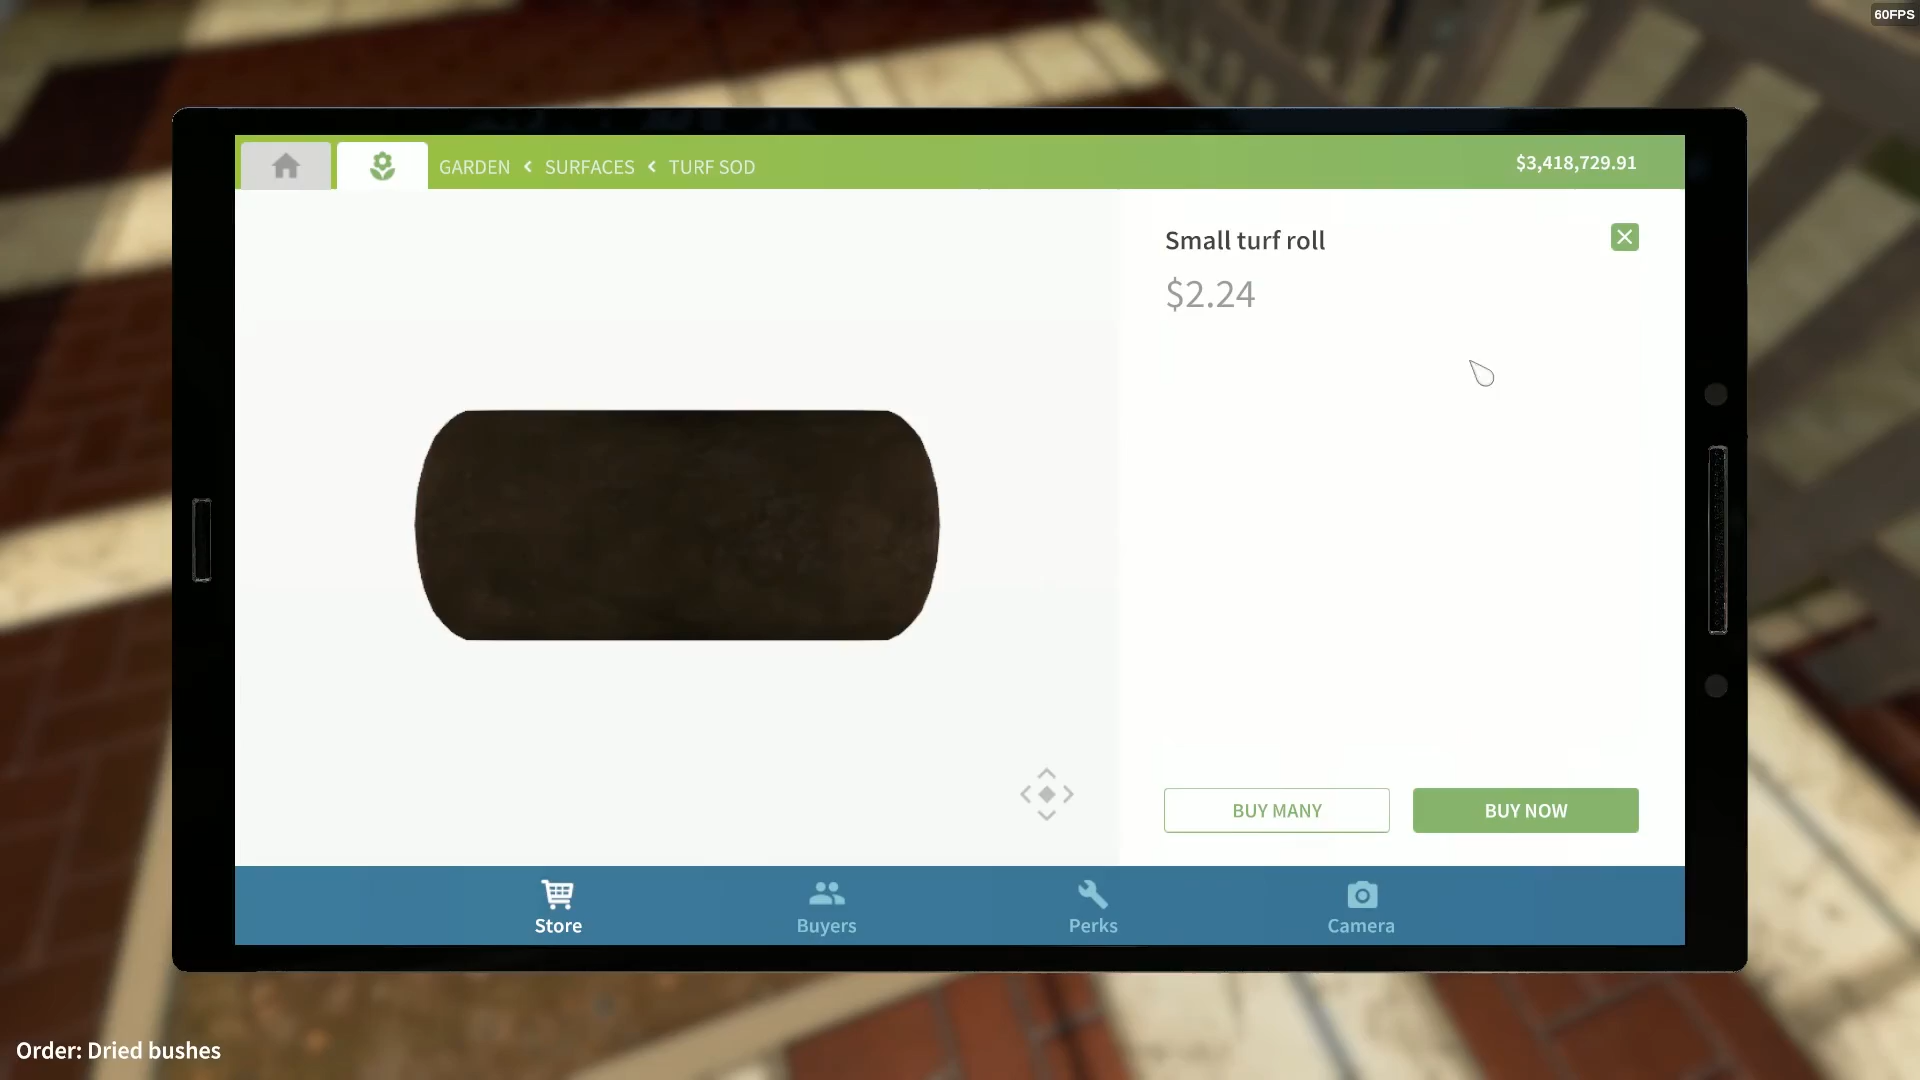 60FPS
GARDEN < SURFACES < TURF SOD
$3,418,729.91
Small turf roll
$2.24
BUY MANY
BUY NOW
Store
Buyers
Perks
Camera
Order: Dried bushes